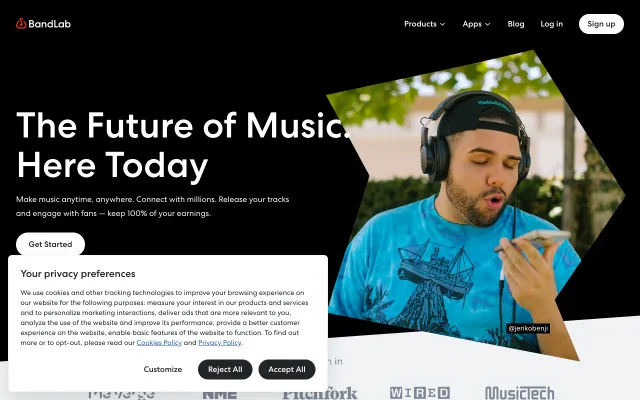 BandLab
Products
Apps
Blog
Log in
Sign up
The Future of Music.
Here Today
Make music anytime, anywhere. Connect with millions. Release your tracks
and engage with fans — keep 100% of your earnings.
Get Started
@jerikobenji
Your privacy preferences
We use cookies and other tracking technologies to improve your browsing experience on
our website for the following purposes: measure your interest in our products and services
and to personalize marketing interactions, deliver ads that are more relevant to you,
analyze the use of the website and improve its performance, provide a better customer
experience on the website, enable basic features of the website to function. To find out
more or to opt-out, please read our Cookies Policy and Privacy Policy.
Customize
Reject All
Accept All
in
NME
Pitchfork
WIRED
MusicTech